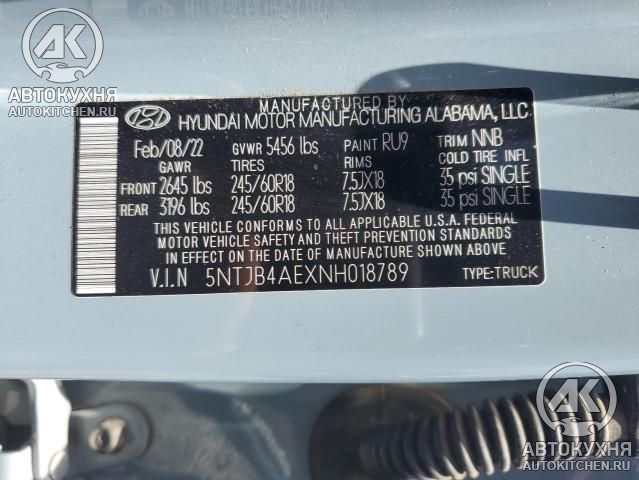 АК
АВТОКУХНЯ
AUTOKITCHEN.RU
MANUFACTURED BY
HYUNDAI MOTOR MANUFACTURING ALABAMA, LLC
Feb/08/22 GVWR 5456 lbs PAINT RU9 TRIM NNB
GAWR TIRES RIMS COLD TIRE INFL
FRONT 2645 lbs 245/60R18 7.5JX18 35 psi SINGLE
REAR 3196 lbs 245/60R18 7.5JX18 35 psi SINGLE
THIS VEHICLE CONFORMS TO ALL APPLICABLE U.S.A. FEDERAL
MOTOR VEHICLE SAFETY AND THEFT PREVENTION STANDARDS
IN EFFECT ON THE DATE OF MANUFACTURE SHOWN ABOVE.
V.I.N 5NTJB4AEXNH018789 TYPE:TRUCK
АК
АВТОКУХНЯ
AUTOKITCHEN.RU